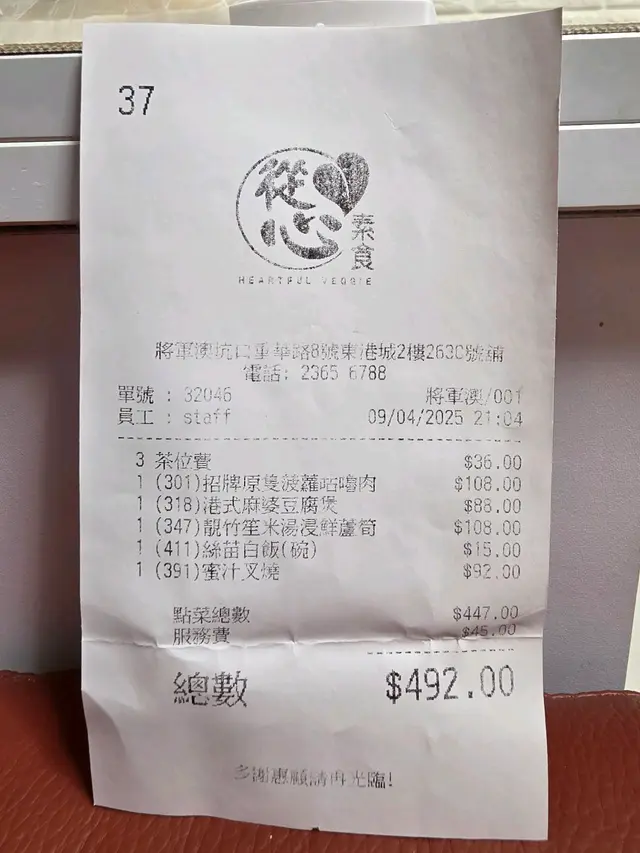 37
從心
素食
HEARTFUL VEGGIE
將軍澳坑口重華路8號東港城2樓263C號舖
電話: 2365 6788
單號 : 32046 將軍澳/001
員工 : staff 09/04/2025 21:04
3 茶位費 $36.00
1 (301)招牌原隻菠蘿咕嚕肉 $108.00
1 (318)港式麻婆豆腐煲 $88.00
1 (347)靚竹笙米湯浸鮮蘆筍 $108.00
1 (411)絲苗白飯(碗) $15.00
1 (391)蜜汁叉燒 $92.00
點菜總數 $447.00
服務費 $45.00
總數 $492.00
多謝惠顧請再光臨!